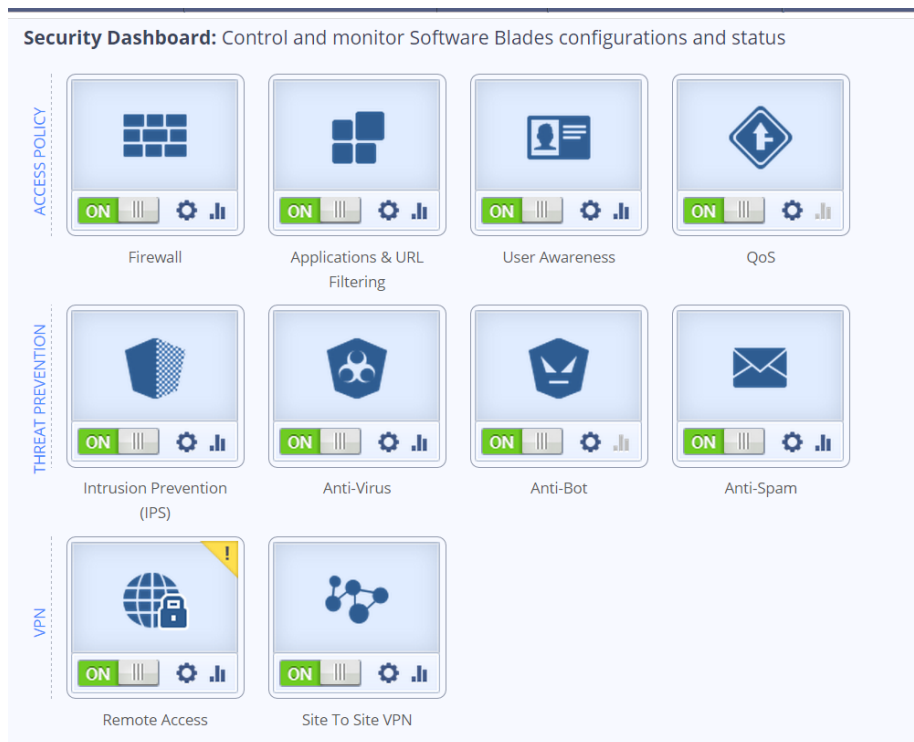 Security Dashboard: Control and monitor Software Blades configurations and status
ACCESS POLICY
ON
ON
ON
ON
Firewall
Applications & URL
Filtering
User Awareness
QoS
THREAT PREVENTION
ON
ON
ON
ON
Intrusion Prevention
(IPS)
Anti-Virus
Anti-Bot
Anti-Spam
VPN
!
ON
ON
Remote Access
Site To Site VPN